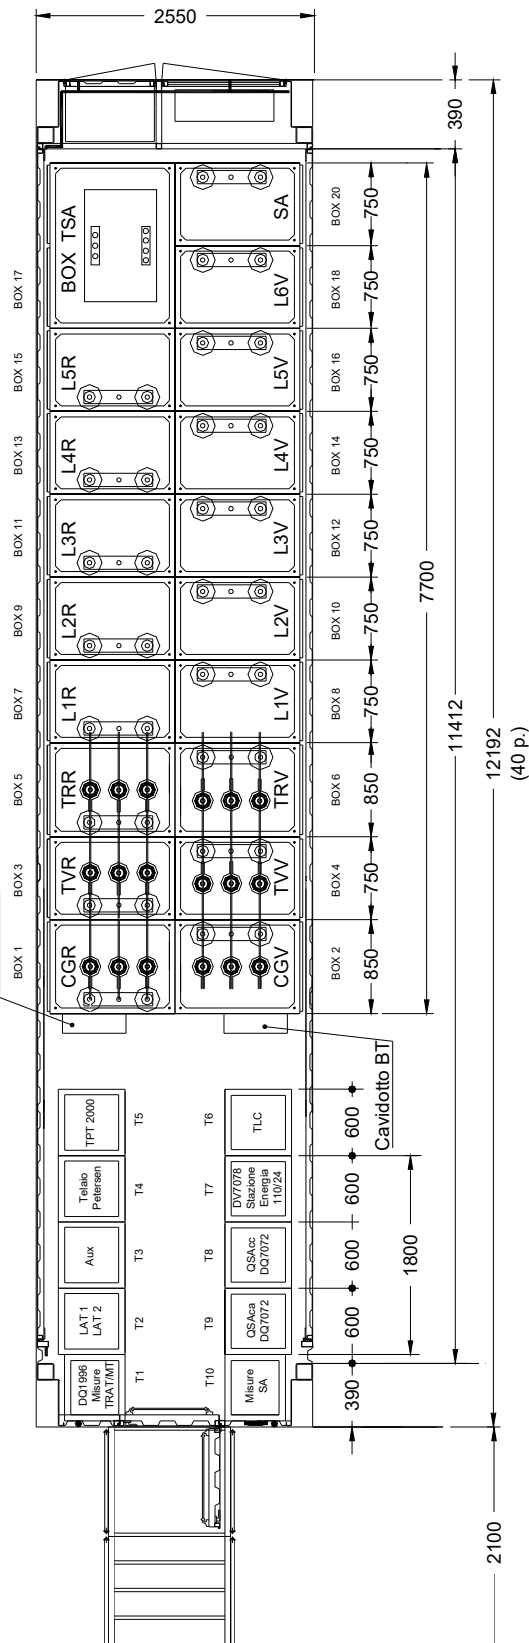 2550
390
BOX TSA
SA
BOX 20
750
BOX 17
L6V
BOX 18
750
BOX 15
L5R
L5V
BOX 16
750
BOX 13
L4R
L4V
BOX 14
750
BOX 11
L3R
L3V
BOX 12
750
7700
BOX 9
L2R
L2V
BOX 10
750
BOX 7
L1R
L1V
BOX 8
750
11412
12192
(40 p.)
BOX 5
TRR
TRV
BOX 6
850
BOX 3
TVR
TVV
BOX 4
750
BOX 1
CGR
CGV
BOX 2
850
Cavidotto BT
TPT 2000
T5
T6
TLC
600
Telaio
Petersen
T4
T7
DV7078
Stazione
Energia
110/24
600
Aux
T3
T8
QSAcc
DQ7072
600
1800
LAT 1
LAT 2
T2
T9
QSAca
DQ7072
600
DQ1996
Misure
TRAT/MT
T1
T10
Misure
SA
390
2100